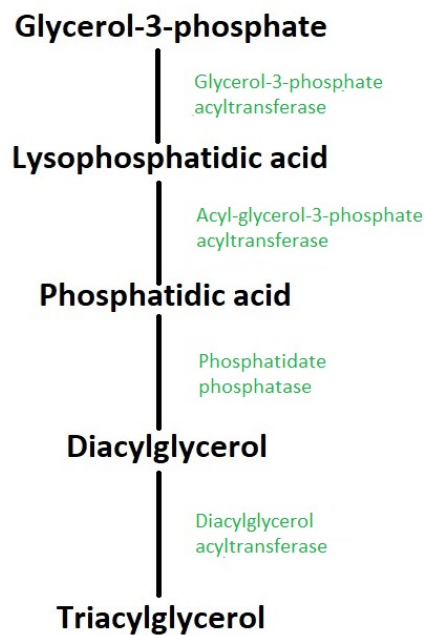 Glycerol-3-phosphate
Glycerol-3-phosphate
acyltransferase
Lysophosphatidic acid
Acyl-glycerol-3-phosphate
acyltransferase
Phosphatidic acid
Phosphatidate
phosphatase
Diacylglycerol
Diacylglycerol
acyltransferase
Triacylglycerol